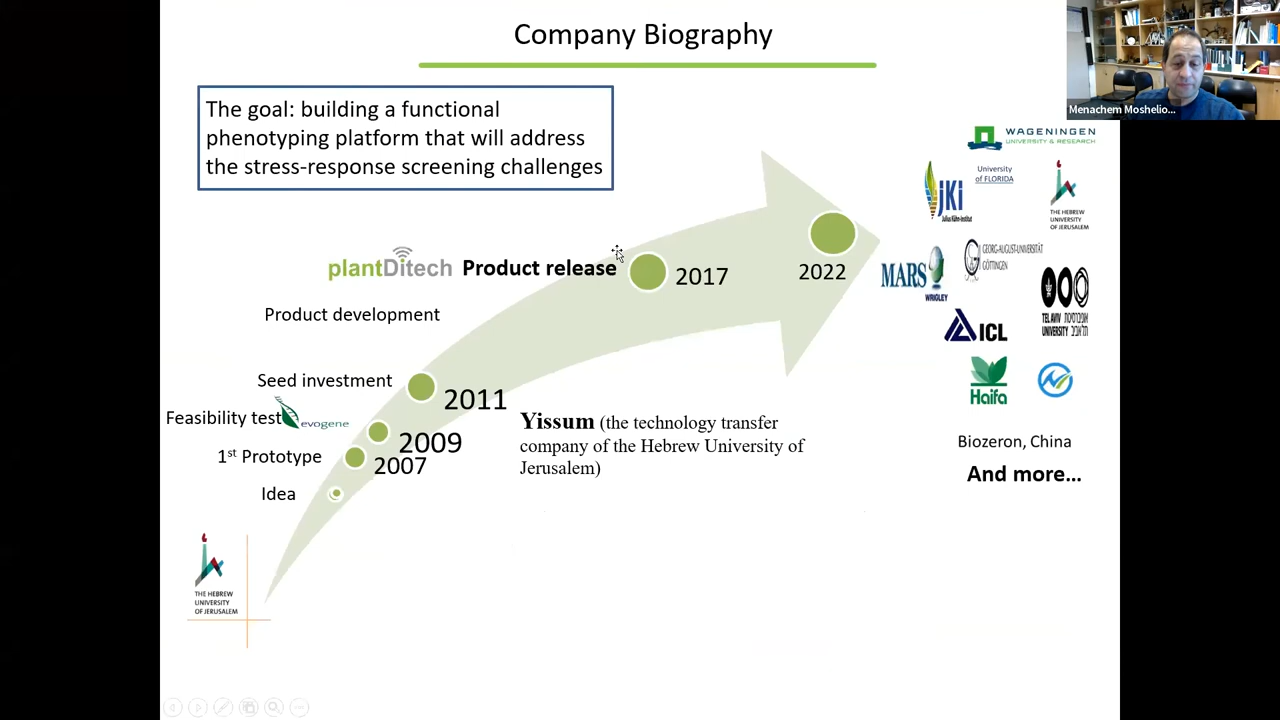 Company Biography
The goal: building a functional
phenotyping platform that will address
the stress-response screening challenges
Menachem Moshelio...
WAGENINGEN
UNIVERSITY & RESEARCH
University
of FLORIDA
JKI
Julius Kühn-Institut
THE HEBREW
UNIVERSITY
OF JERUSALEM
GEORG-AUGUST-UNIVERSITÄT
GÖTTINGEN
MARS
WRIGLEY
TEL AVIV אוניברסיטת
UNIVERSITY תל אביב
ICL
Haifa
Biozeron, China
And more...
plantDitech Product release
2017
2022
Product development
Seed investment
2011
Feasibility test
evogene
2009
1st Prototype
2007
Idea
Yissum (the technology transfer
company of the Hebrew University of
Jerusalem)
THE HEBREW
UNIVERSITY
OF JERUSALEM